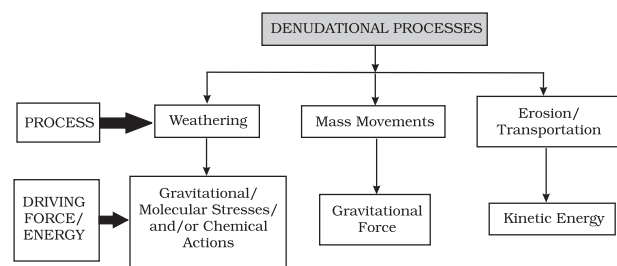 DENUDATIONAL PROCESSES
PROCESS
Weathering
Mass Movements
Erosion/
Transportation
DRIVING
FORCE/
ENERGY
Gravitational/
Molecular Stresses/
and/or Chemical
Actions
Gravitational
Force
Kinetic Energy